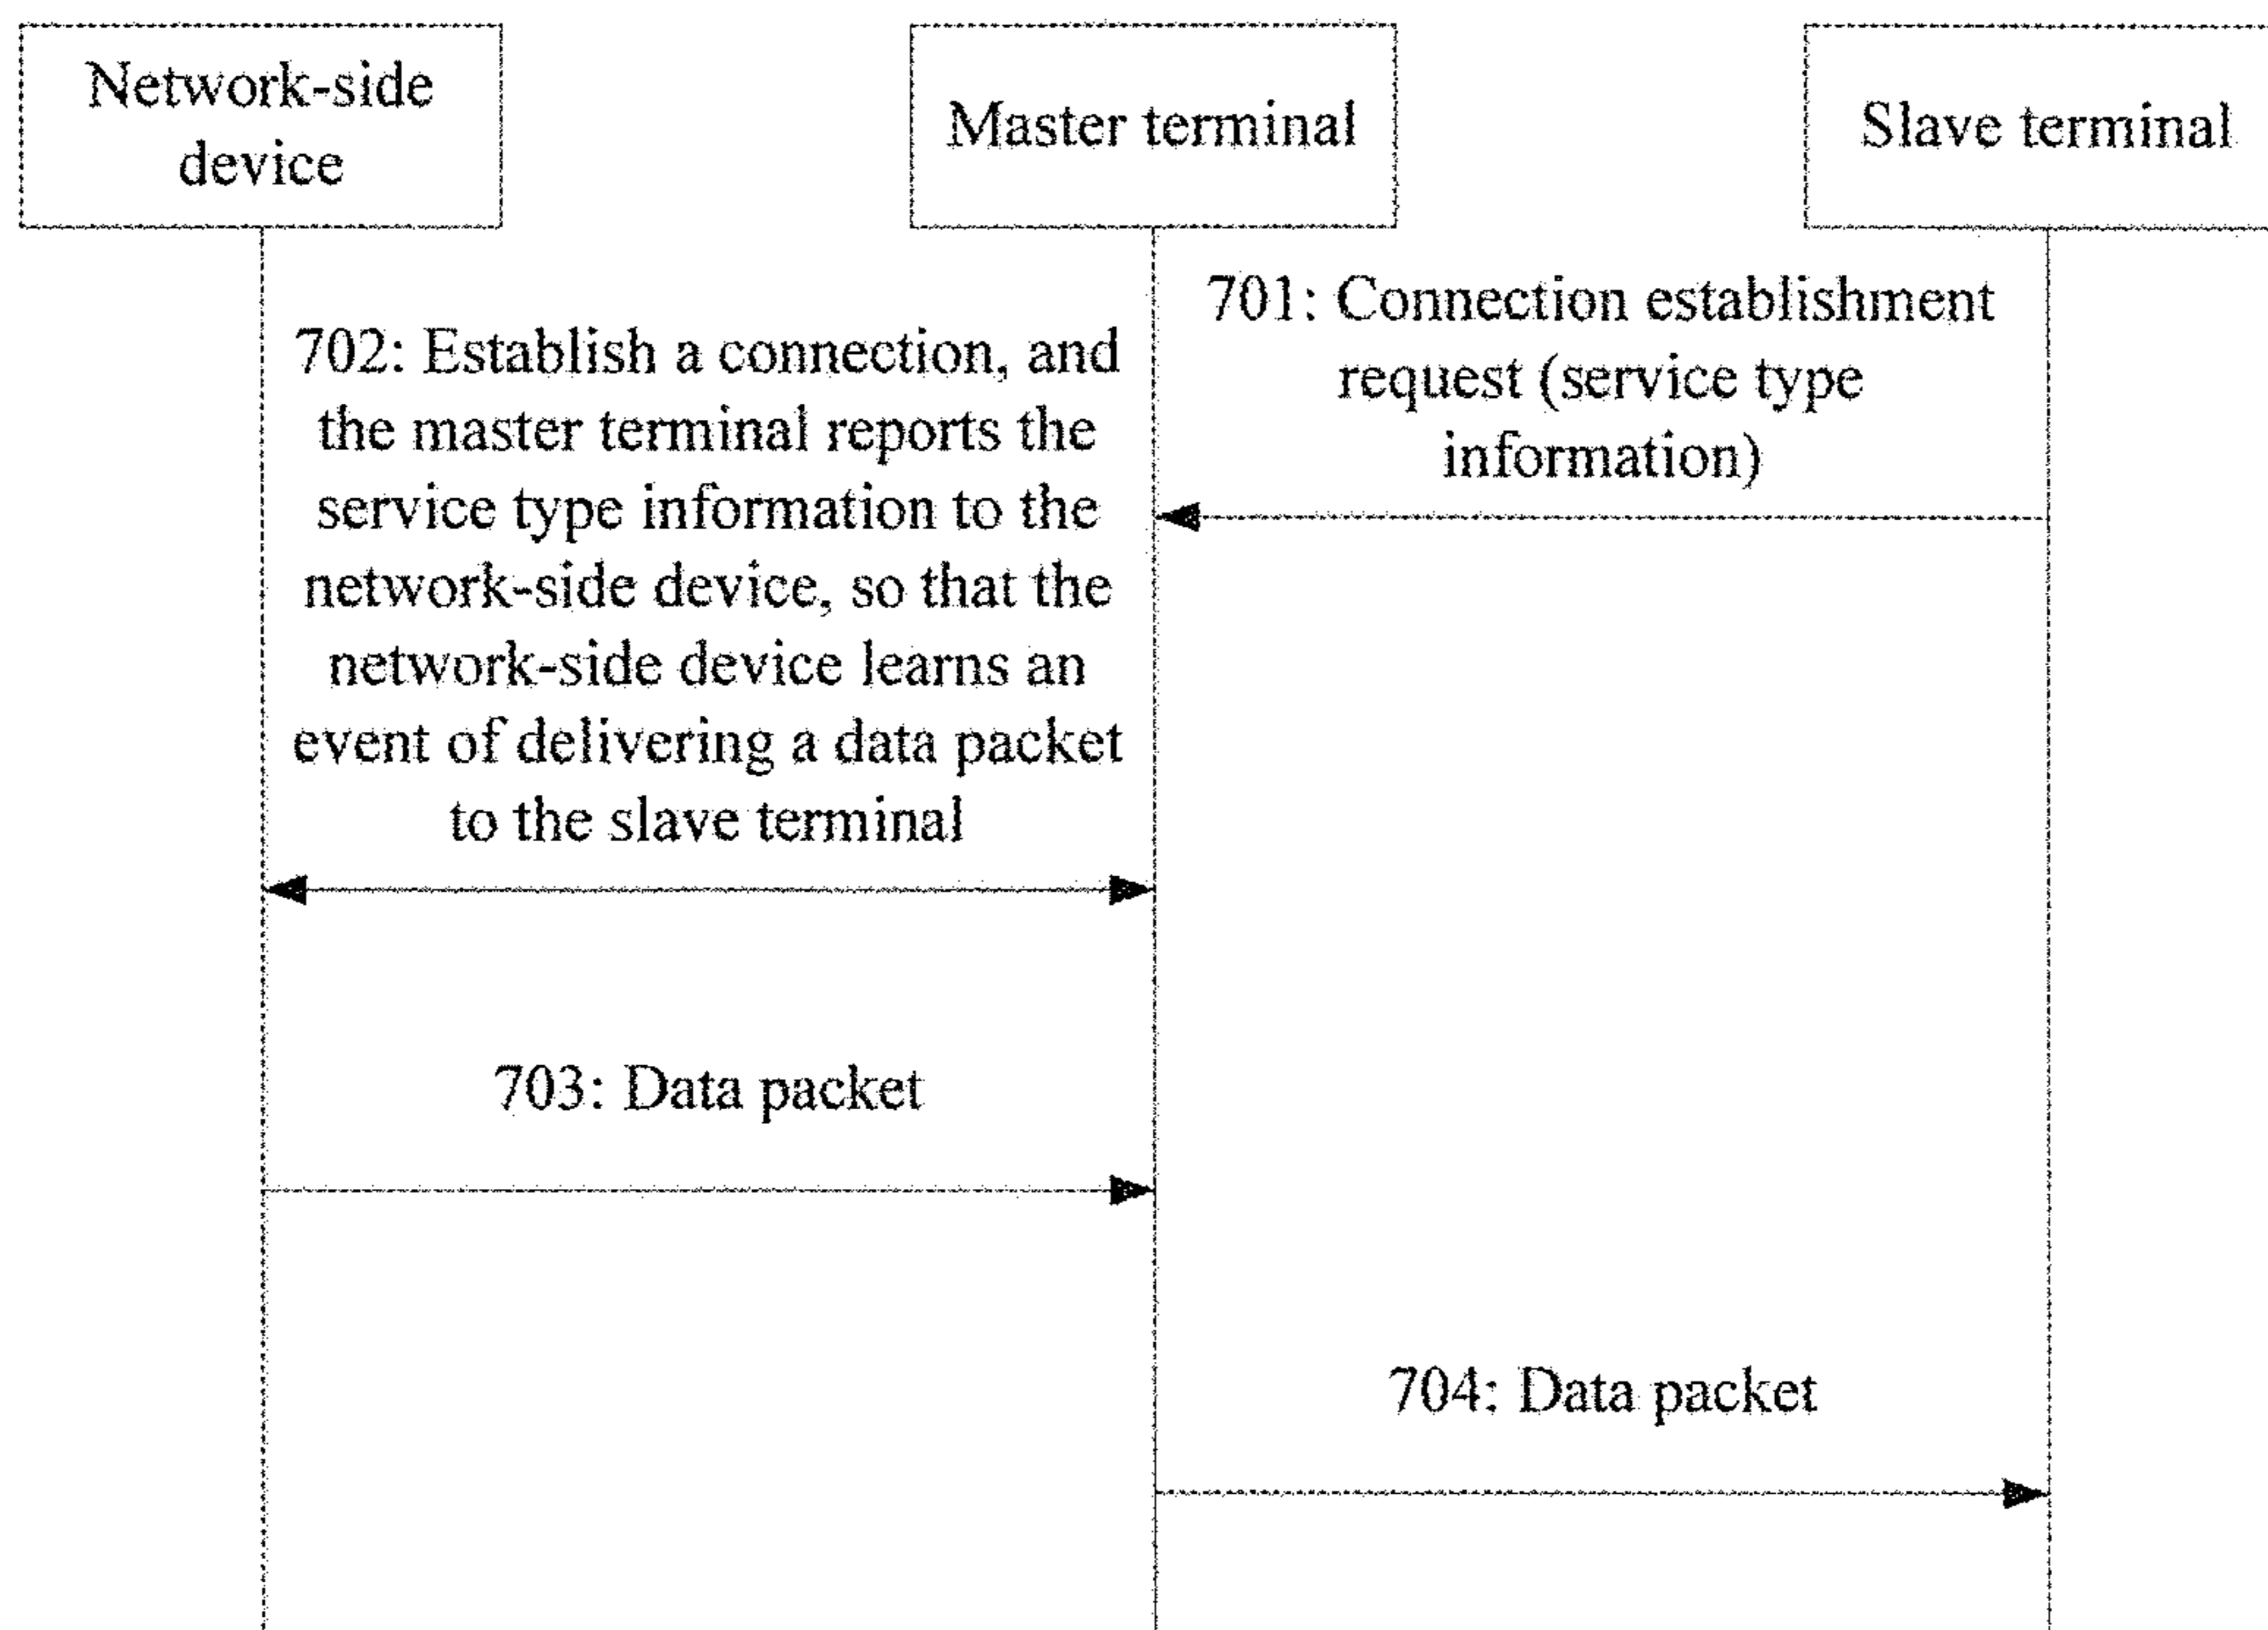 Network-side
device
Master terminal
Slave terminal
701: Connection establishment
request (service type
information)
702: Establish a connection, and
the master terminal reports the
service type information to the
network-side device, so that the
network-side device learns an
event of delivering a data packet
to the slave terminal
703: Data packet
704: Data packet